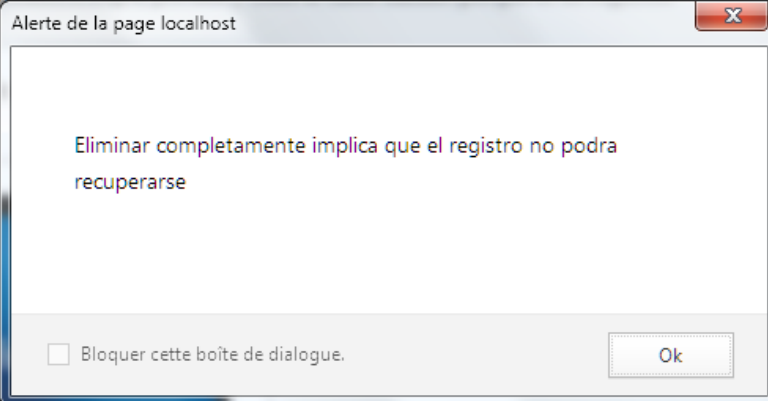 Alerte de la page localhost
Eliminar completamente implica que el registro no podra
recuperarse
Bloquer cette boîte de dialogue.
Ok